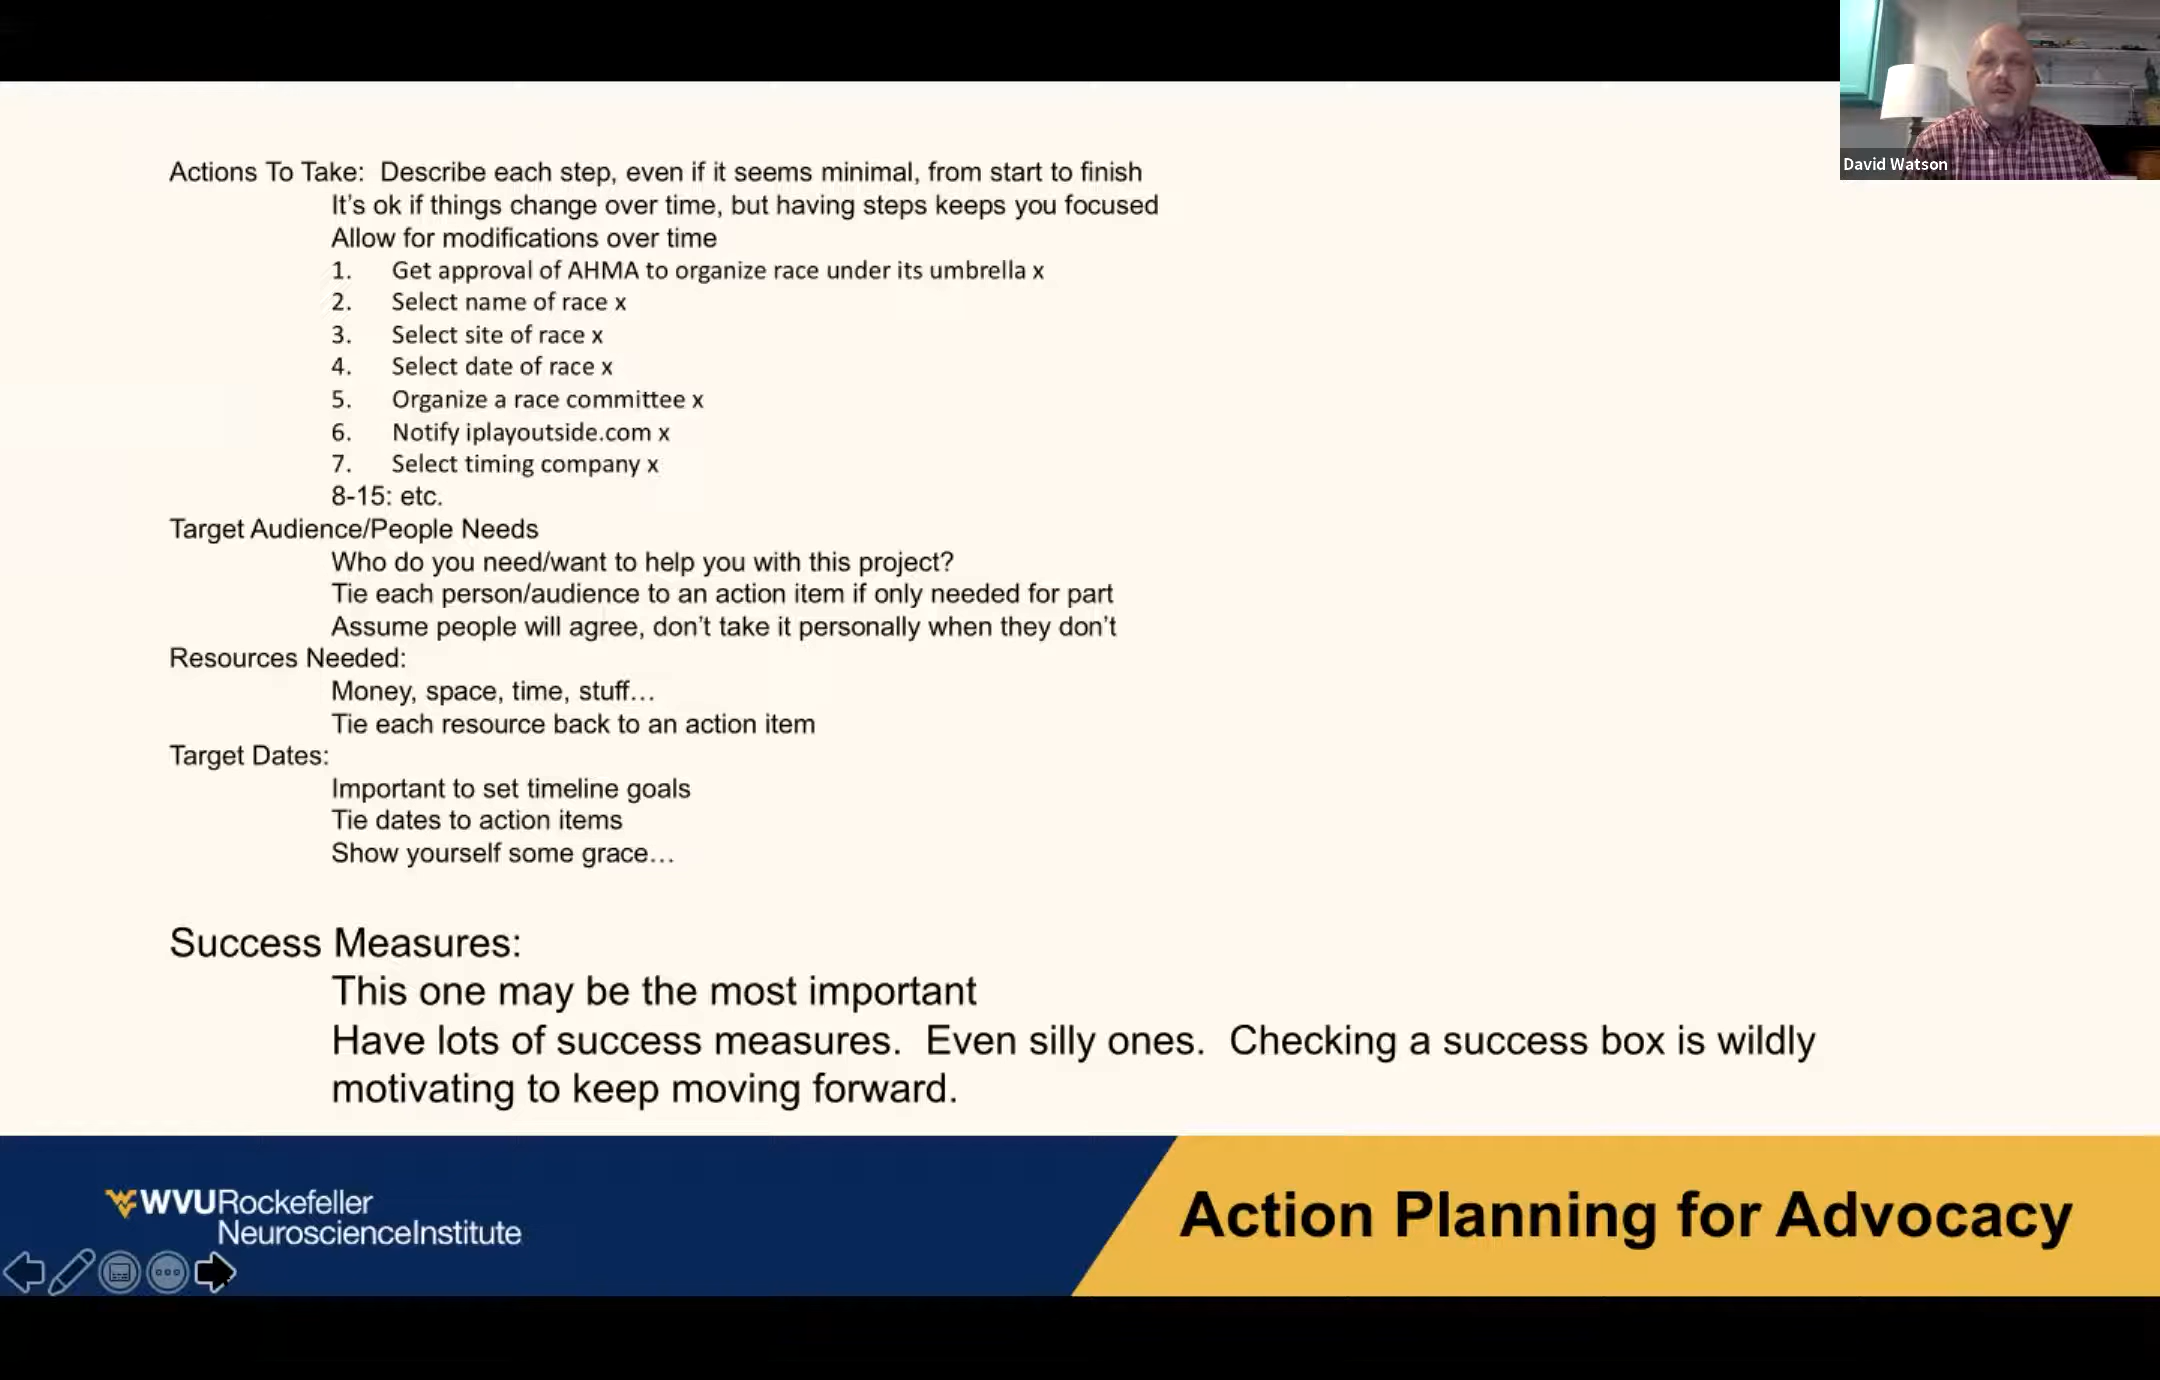 David Watson
Actions To Take:  Describe each step, even if it seems minimal, from start to finish
It's ok if things change over time, but having steps keeps you focused
Allow for modifications over time
1. Get approval of AHMA to organize race under its umbrella x
2. Select name of race x
3. Select site of race x
4. Select date of race x
5. Organize a race committee x
6. Notify iplayoutside.com x
7. Select timing company x
8-15: etc.
Target Audience/People Needs
Who do you need/want to help you with this project?
Tie each person/audience to an action item if only needed for part
Assume people will agree, don't take it personally when they don't
Resources Needed:
Money, space, time, stuff…
Tie each resource back to an action item
Target Dates:
Important to set timeline goals
Tie dates to action items
Show yourself some grace…
Success Measures:
This one may be the most important
Have lots of success measures.  Even silly ones.  Checking a success box is wildly
motivating to keep moving forward.
WVURockefeller
NeuroscienceInstitute
Action Planning for Advocacy